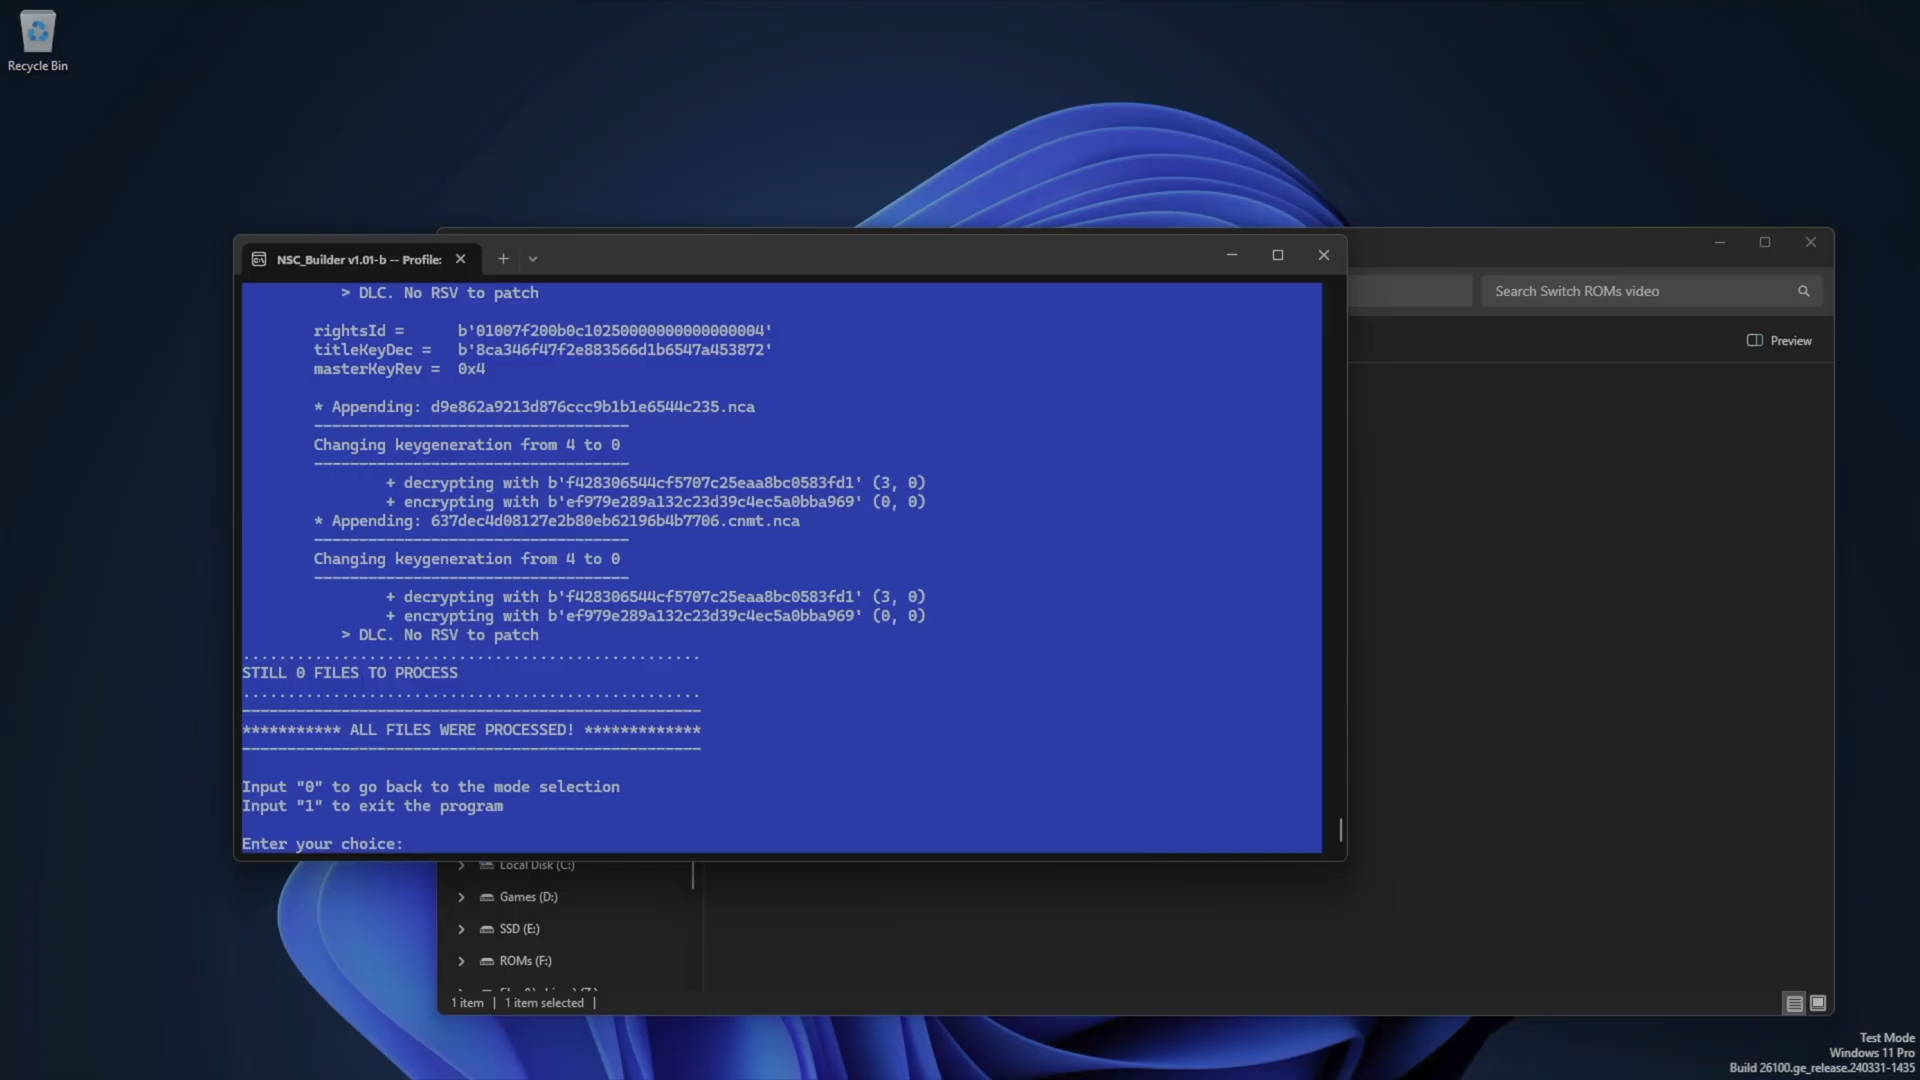 Recycle Bin
NSC_Builder v1.01-b -- Profile:
> DLC. No RSV to patch
rightsId =      b'01007f200b0c10250000000000000004'
titleKeyDec =   b'8ca346f47f2e883566d1b6547a453872'
masterKeyRev =  0x4
* Appending: d9e862a9213d876ccc9b1b1e6544c235.nca
-----------------------------------
Changing keygeneration from 4 to 0
-----------------------------------
+ decrypting with b'f428306544cf5707c25eaa8bc0583fd1' (3, 0)
+ encrypting with b'ef979e289a132c23d39c4ec5a0bba969' (0, 0)
* Appending: 637dec4d08127e2b80eb62196b4b7706.cnmt.nca
-----------------------------------
Changing keygeneration from 4 to 0
-----------------------------------
+ decrypting with b'f428306544cf5707c25eaa8bc0583fd1' (3, 0)
+ encrypting with b'ef979e289a132c23d39c4ec5a0bba969' (0, 0)
> DLC. No RSV to patch
...................................................
STILL 0 FILES TO PROCESS
...................................................
---------------------------------------------------
*********** ALL FILES WERE PROCESSED! *************
---------------------------------------------------
Input "0" to go back to the mode selection
Input "1" to exit the program
Enter your choice:
Search Switch ROMs video
Preview
Local Disk (C:)
Games (D:)
SSD (E:)
ROMs (F:)
1 item | 1 item selected |
Test Mode
Windows 11 Pro
Build 26100.ge_release.240331-1435